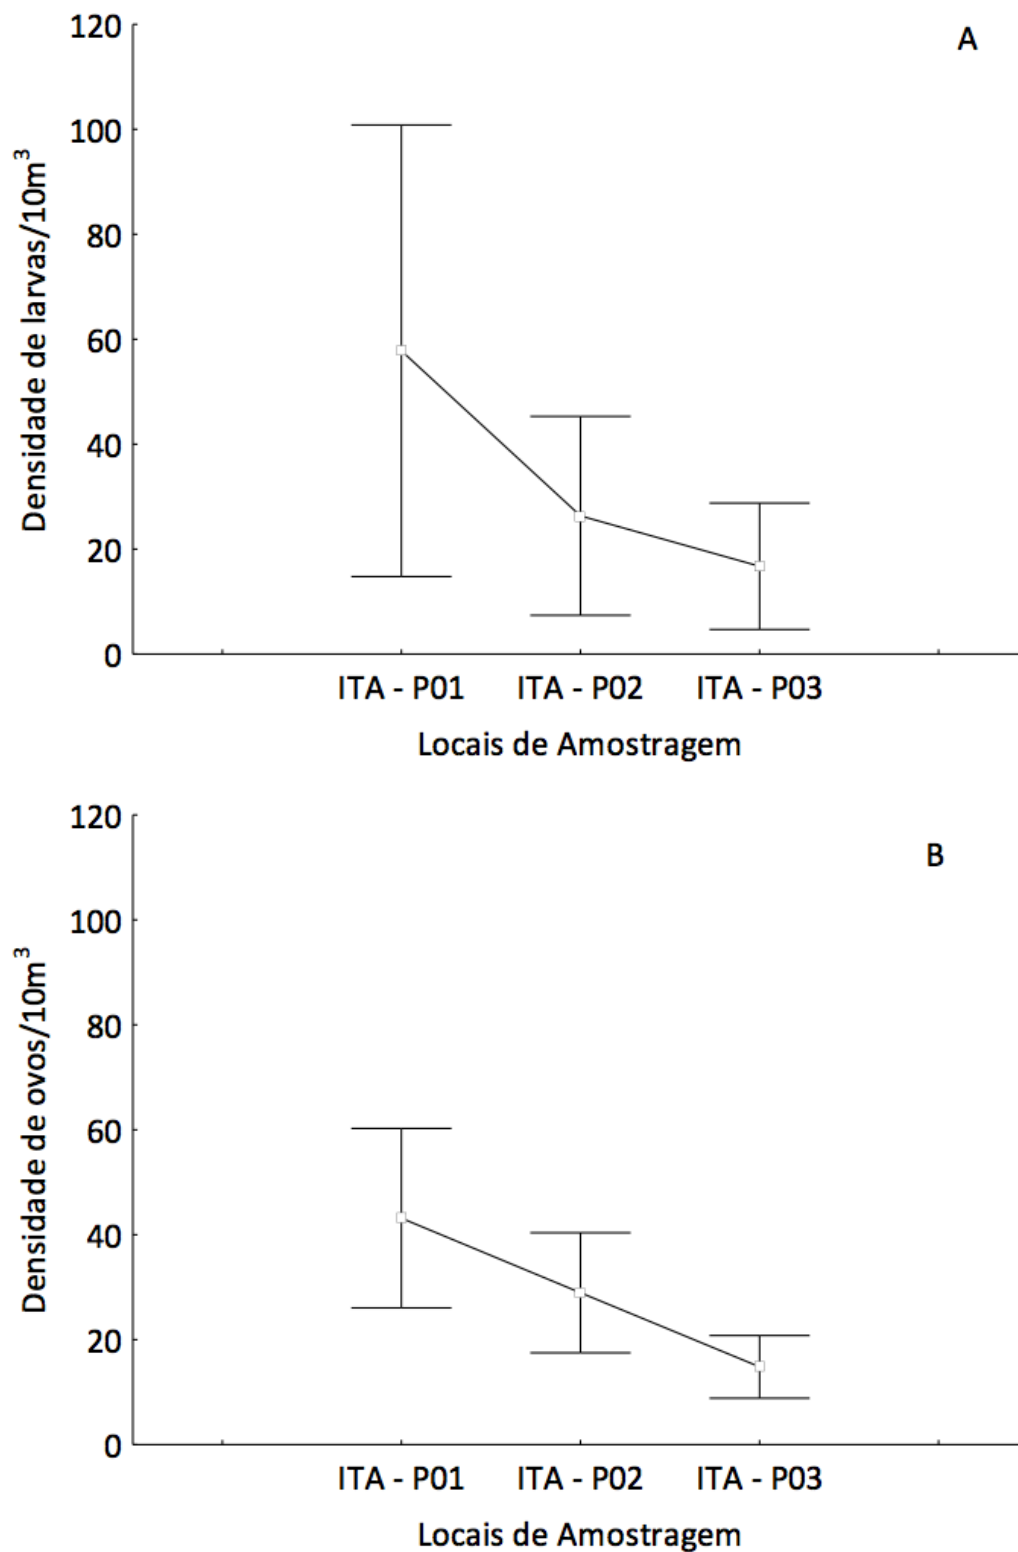 A
Densidade de larvas/10m³
120
100
80
60
40
20
0
ITA - P01
ITA - P02
ITA - P03
Locais de Amostragem
B
Densidade de ovos/10m³
120
100
80
60
40
20
0
ITA - P01
ITA - P02
ITA - P03
Locais de Amostragem